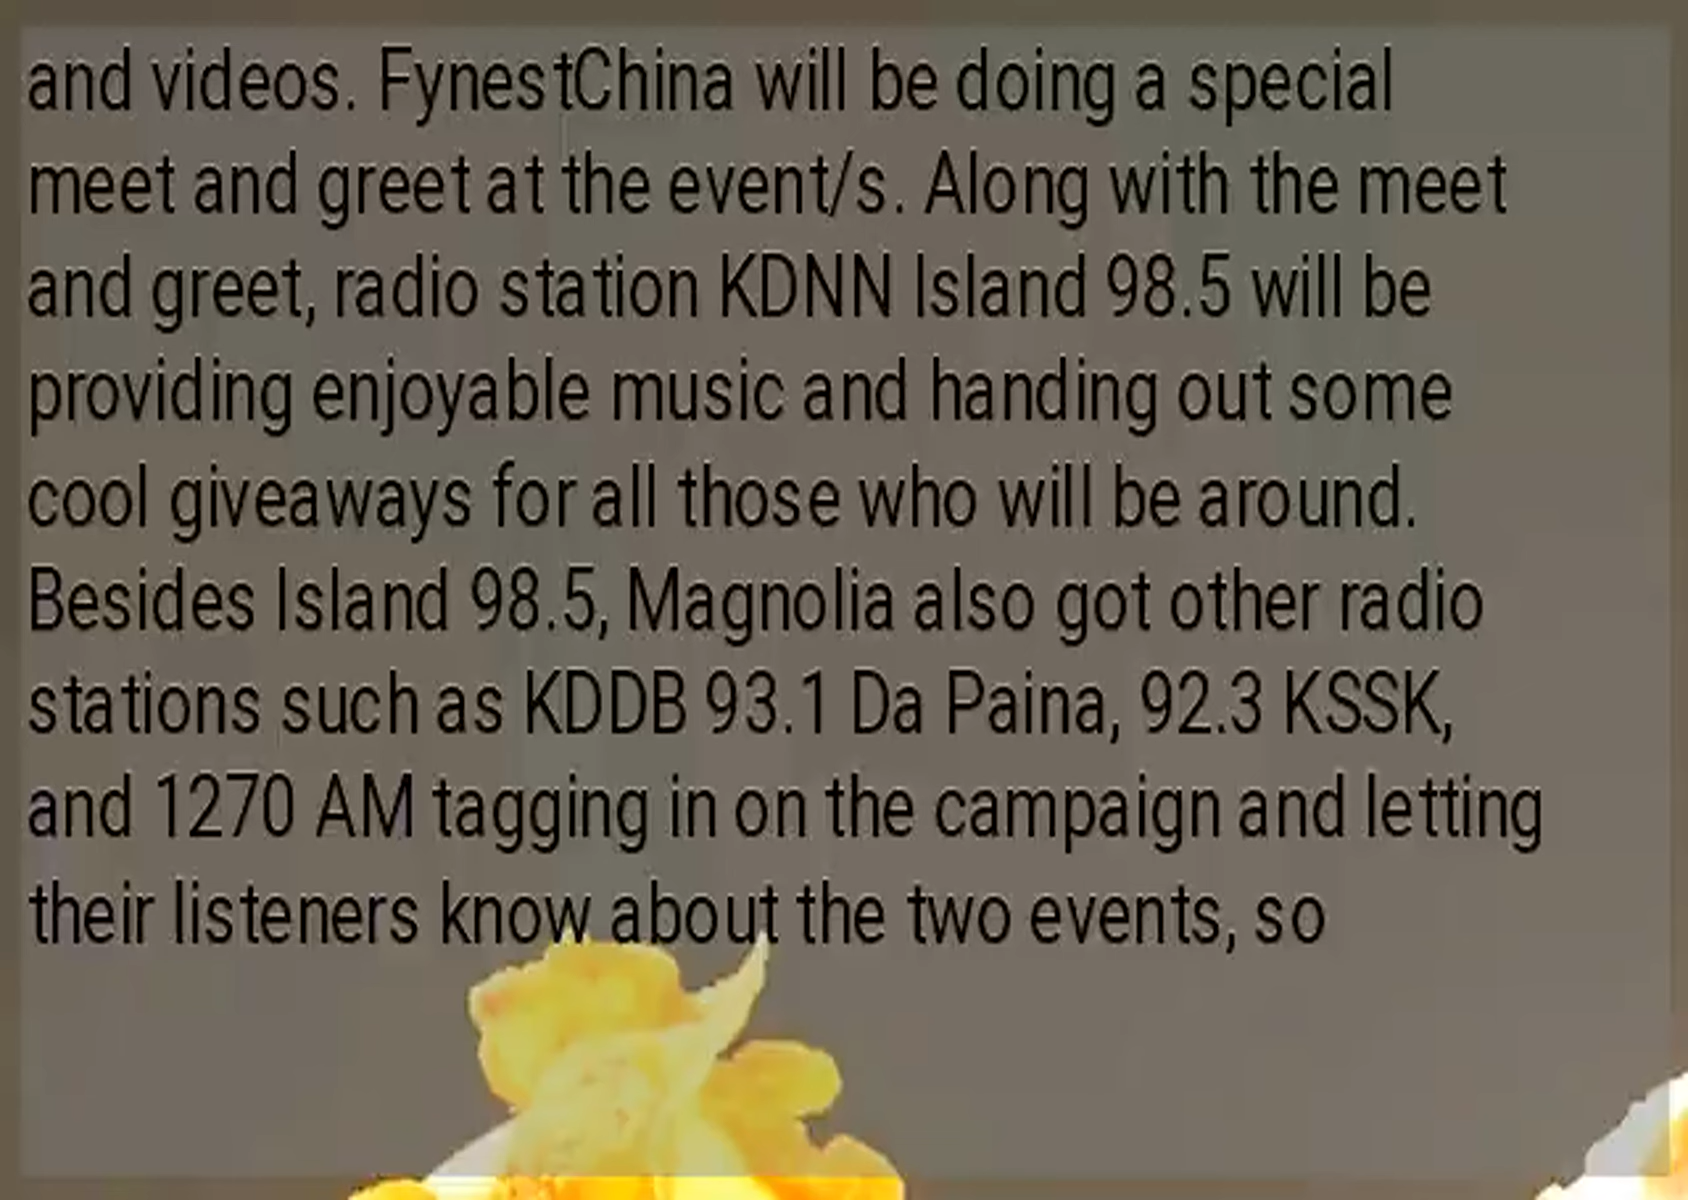 and videos. FynestChina will be doing a special
meet and greet at the event/s. Along with the meet
and greet, radio station KDNN Island 98.5 will be
providing enjoyable music and handing out some
cool giveaways for all those who will be around.
Besides Island 98.5, Magnolia also got other radio
stations such as KDDB 93.1 Da Paina, 92.3 KSSK,
and 1270 AM tagging in on the campaign and letting
their listeners know about the two events, so